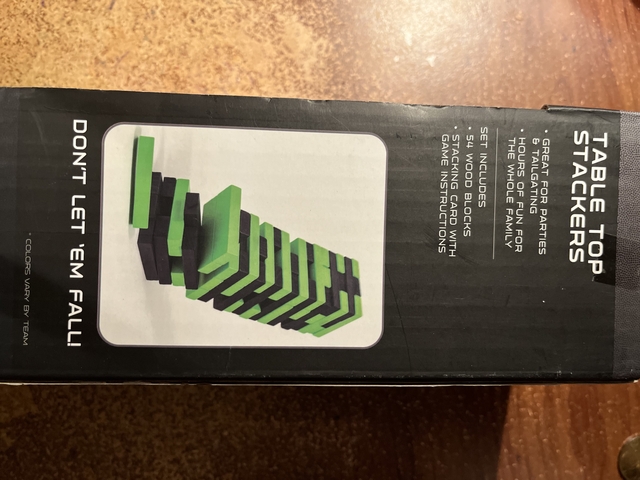 TABLE TOP
STACKERS
• GREAT FOR PARTIES
& TAILGATING
• HOURS OF FUN FOR
THE WHOLE FAMILY
SET INCLUDES
• 54 WOOD BLOCKS
• STACKING CARD WITH
GAME INSTRUCTIONS
DON'T LET 'EM FALL!
* COLORS VARY BY TEAM